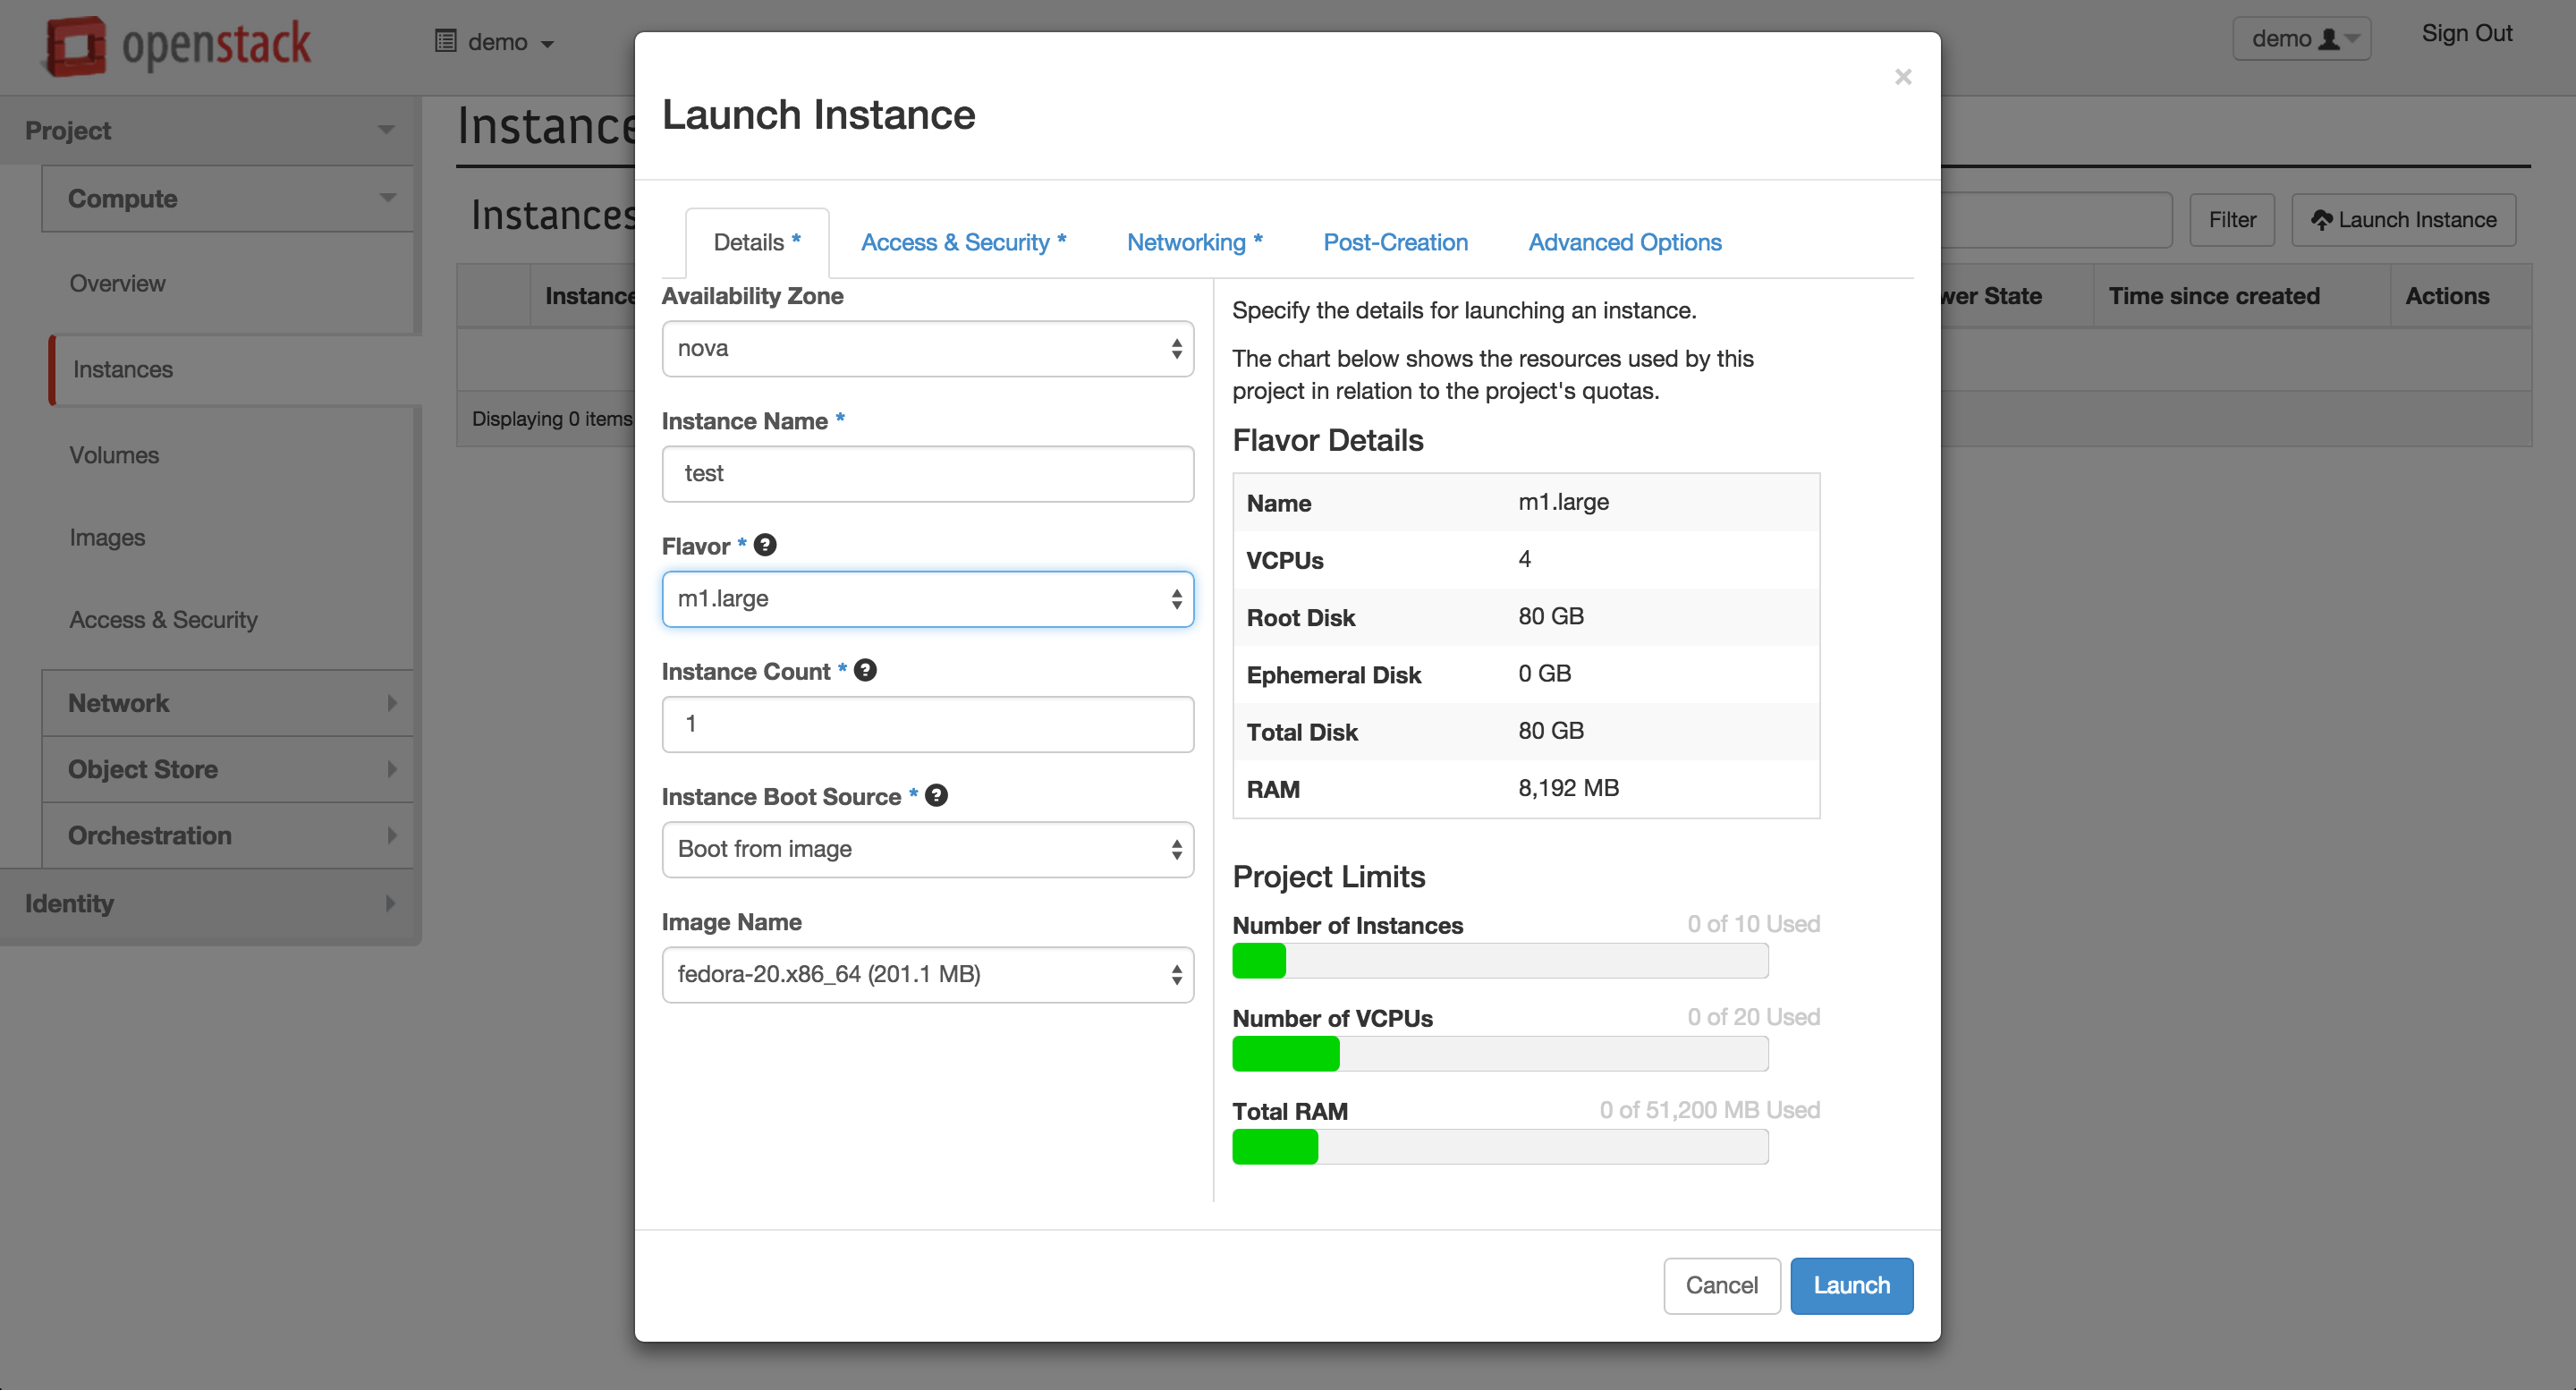 openstack
demo
demo
Sign Out
Project
Compute
Overview
Instances
Volumes
Images
Access & Security
Network
Object Store
Orchestration
Identity
Instances
Filter
Launch Instance
Instance
State
Time since created
Actions
Displaying 0 items
×
Launch Instance
Details *
Access & Security *
Networking *
Post-Creation
Advanced Options
Availability Zone
nova
Instance Name *
test
Flavor * ?
m1.large
Instance Count * ?
1
Instance Boot Source * ?
Boot from image
Image Name
fedora-20.x86_64 (201.1 MB)
Specify the details for launching an instance.
The chart below shows the resources used by this
project in relation to the project's quotas.
Flavor Details
Name m1.large
VCPUs 4
Root Disk 80 GB
Ephemeral Disk 0 GB
Total Disk 80 GB
RAM 8,192 MB
Project Limits
Number of Instances 0 of 10 Used
Number of VCPUs 0 of 20 Used
Total RAM 0 of 51,200 MB Used
Cancel
Launch